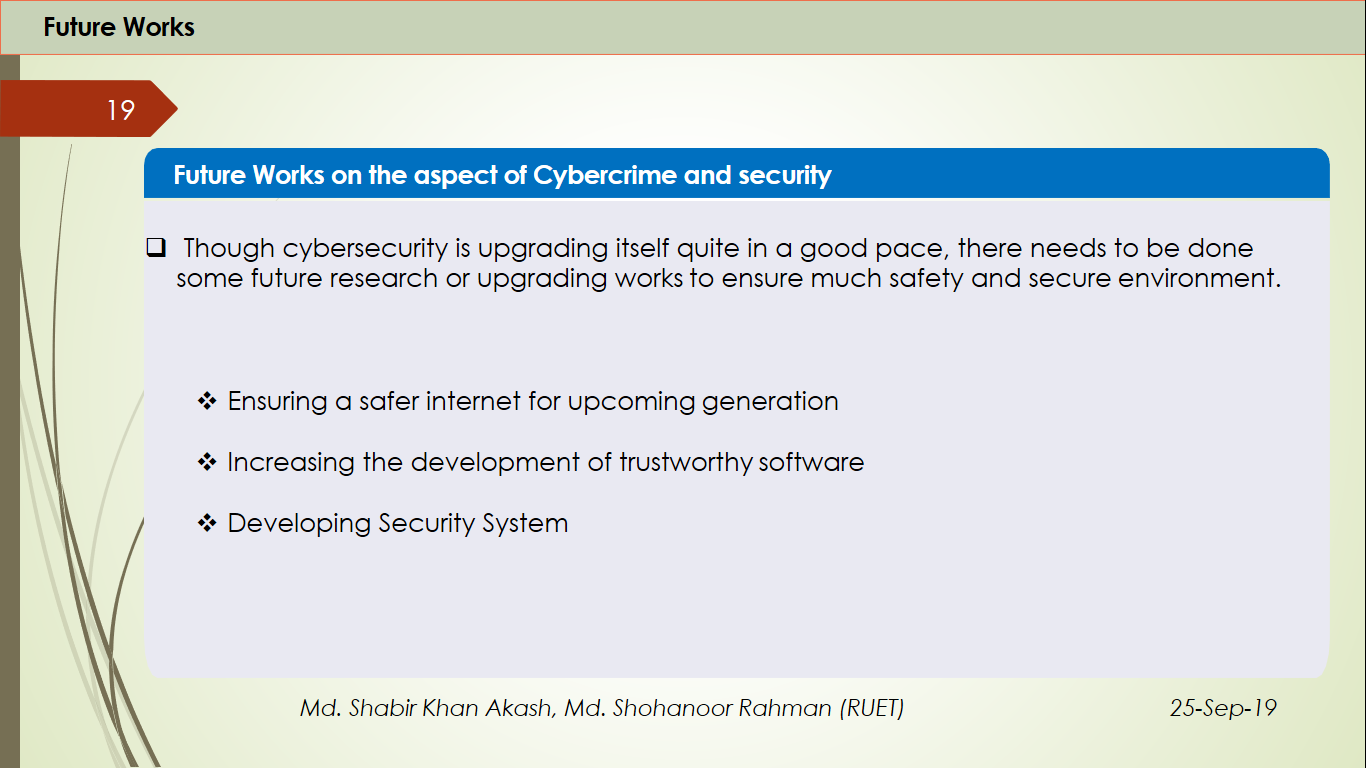 Future Works
19
Future Works on the aspect of Cybercrime and security
Though cybersecurity is upgrading itself quite in a good pace, there needs to be done
some future research or upgrading works to ensure much safety and secure environment.
Ensuring a safer internet for upcoming generation
Increasing the development of trustworthy software
Developing Security System
Md. Shabir Khan Akash, Md. Shohanoor Rahman (RUET)
25-Sep-19